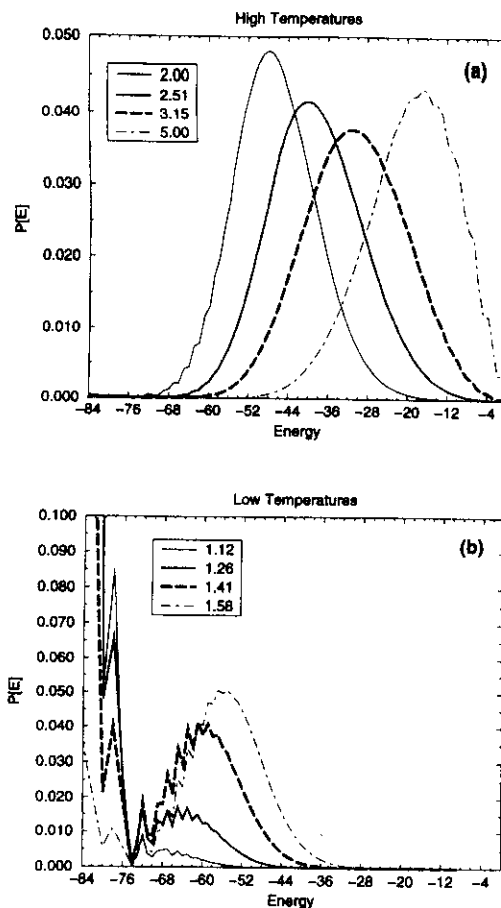 High Temperatures
0.050
0.040
0.030
0.020
0.010
0.000
P[E]
(a)
2.00
2.51
3.15
5.00
-84 -76 -68 -60 -52 -44 -36 -28 -20 -12 -4
Energy
Low Temperatures
0.100
0.090
0.080
0.070
0.060
0.050
0.040
0.030
0.020
0.010
0.000
P[E]
(b)
1.12
1.26
1.41
1.58
-84 -76 -68 -60 -52 -44 -36 -28 -20 -12 -4
Energy